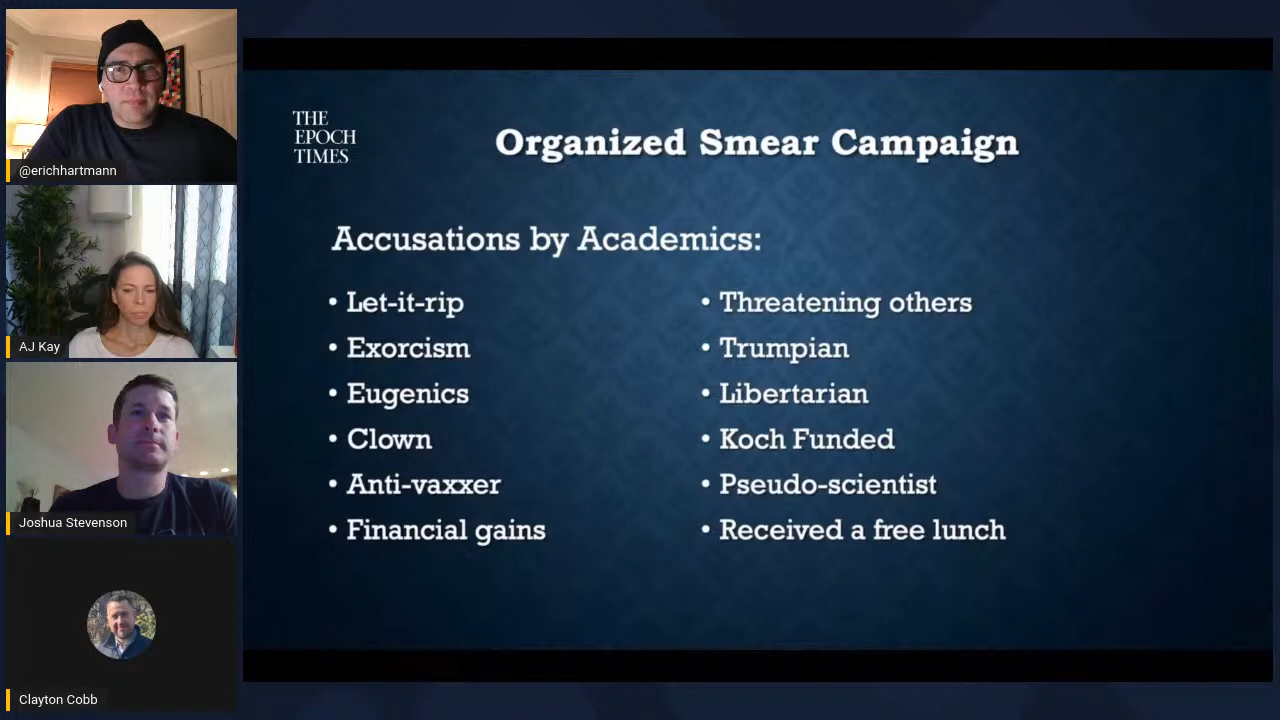 @erichhartmann
AJ Kay
Joshua Stevenson
Clayton Cobb
THE
EPOCH
TIMES
Organized Smear Campaign
Accusations by Academics:
• Let-it-rip
• Exorcism
• Eugenics
• Clown
• Anti-vaxxer
• Financial gains
• Threatening others
• Trumpian
• Libertarian
• Koch Funded
• Pseudo-scientist
• Received a free lunch